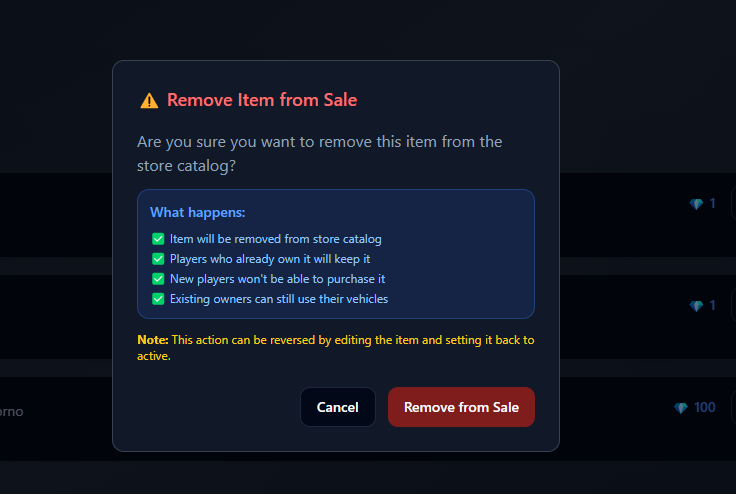 Remove Item from Sale
Are you sure you want to remove this item from the
store catalog?
What happens:
Item will be removed from store catalog
Players who already own it will keep it
New players won't be able to purchase it
Existing owners can still use their vehicles
Note: This action can be reversed by editing the item and setting it back to
active.
Cancel
Remove from Sale
1
1
orno
100